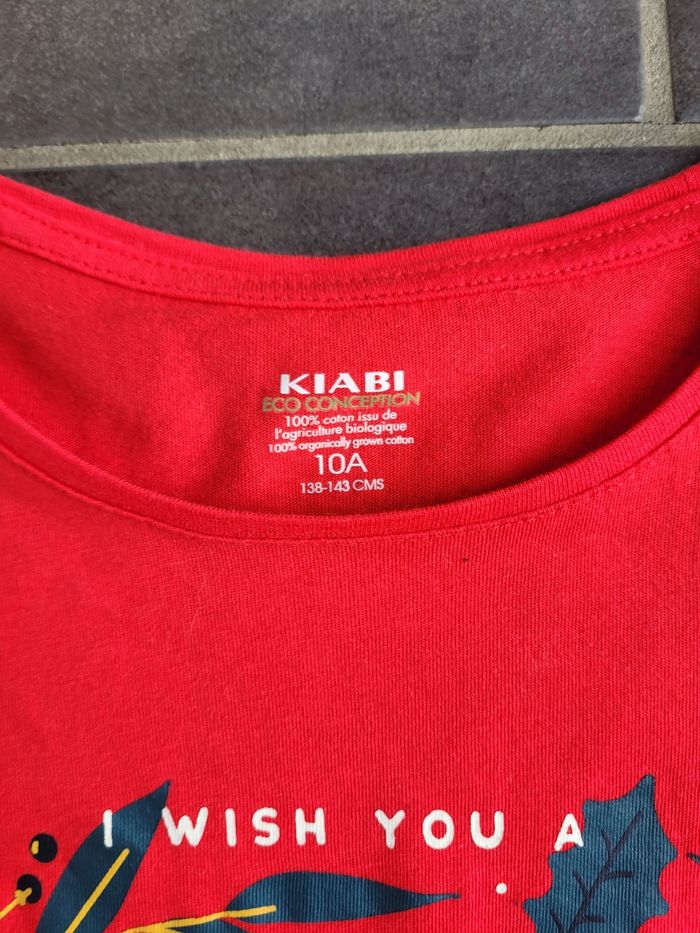 KIABI
ECO CONCEPTION
100% coton issu de
l'agriculture biologique
100% organically grown cotton
10A
138-143 CMS
I WISH YOU A